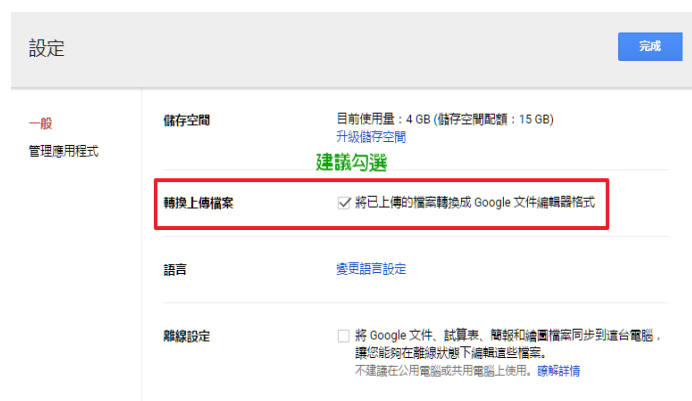 設定
完成
一般
管理應用程式
儲存空間
目前使用量：4 GB (儲存空間配額：15 GB)
升級儲存空間
建議勾選
轉換上傳檔案
將已上傳的檔案轉換成 Google 文件編輯器格式
語言
變更語言設定
離線設定
將 Google 文件、試算表、簡報和繪圖檔案同步到這台電腦，
讓您能夠在離線狀態下編輯這些檔案。
不建議在公用電腦或共用電腦上使用。瞭解詳情